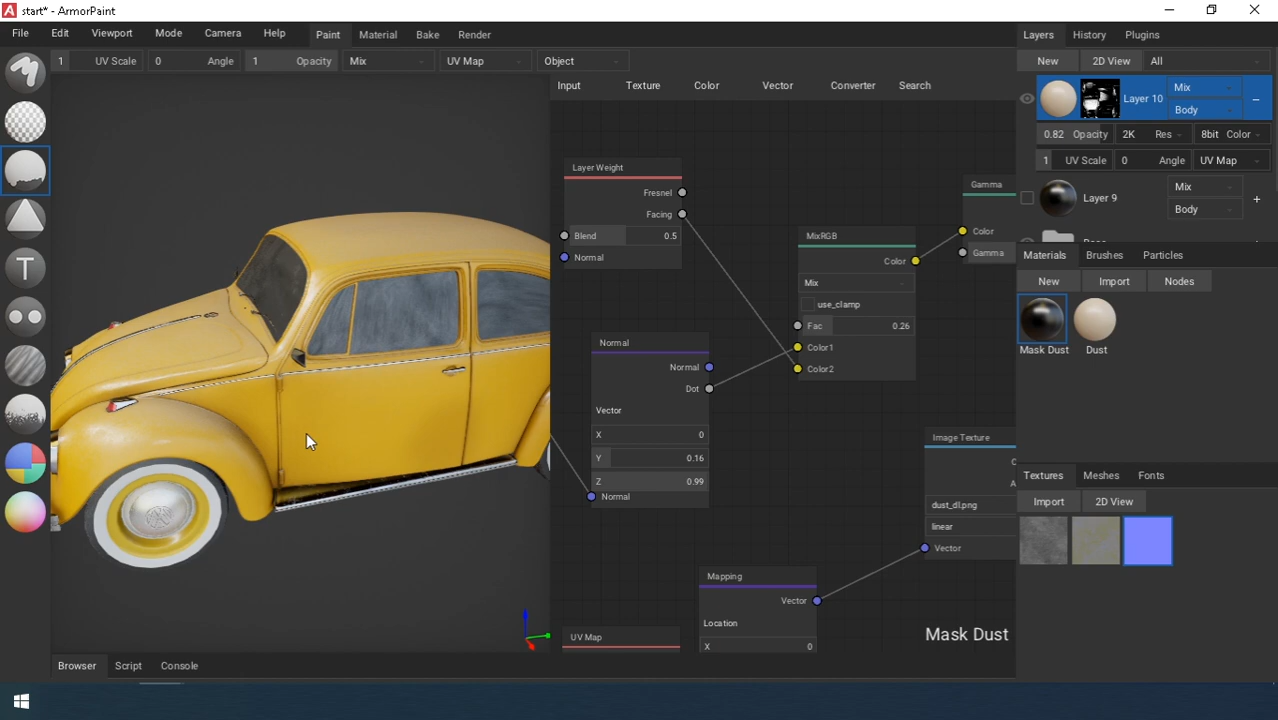 start* - ArmorPaint
File Edit Viewport Mode Camera Help Paint Material Bake Render
1 UV Scale 0 Angle 1 Opacity Mix UV Map Object
Input Texture Color Vector Converter Search
Layer Weight
Fresnel
Facing
Blend 0.5
Normal
MixRGB
Color
Mix
use_clamp
Fac 0.26
Color1
Color2
Gamma
Color
Gamma
Normal
Normal
Dot
Vector
X 0
Y 0.16
Z 0.99
Normal
Image Texture
dust_dl.png
linear
Vector
Mapping
Vector
Location
X 0
UV Map
Mask Dust
Layers History Plugins
New 2D View All
Layer 10 Mix
Body
0.82 Opacity 2K Res 8bit Color
1 UV Scale 0 Angle UV Map
Layer 9 Mix
Body
Materials Brushes Particles
New Import Nodes
Mask Dust Dust
Textures Meshes Fonts
Import 2D View
Browser Script Console
T